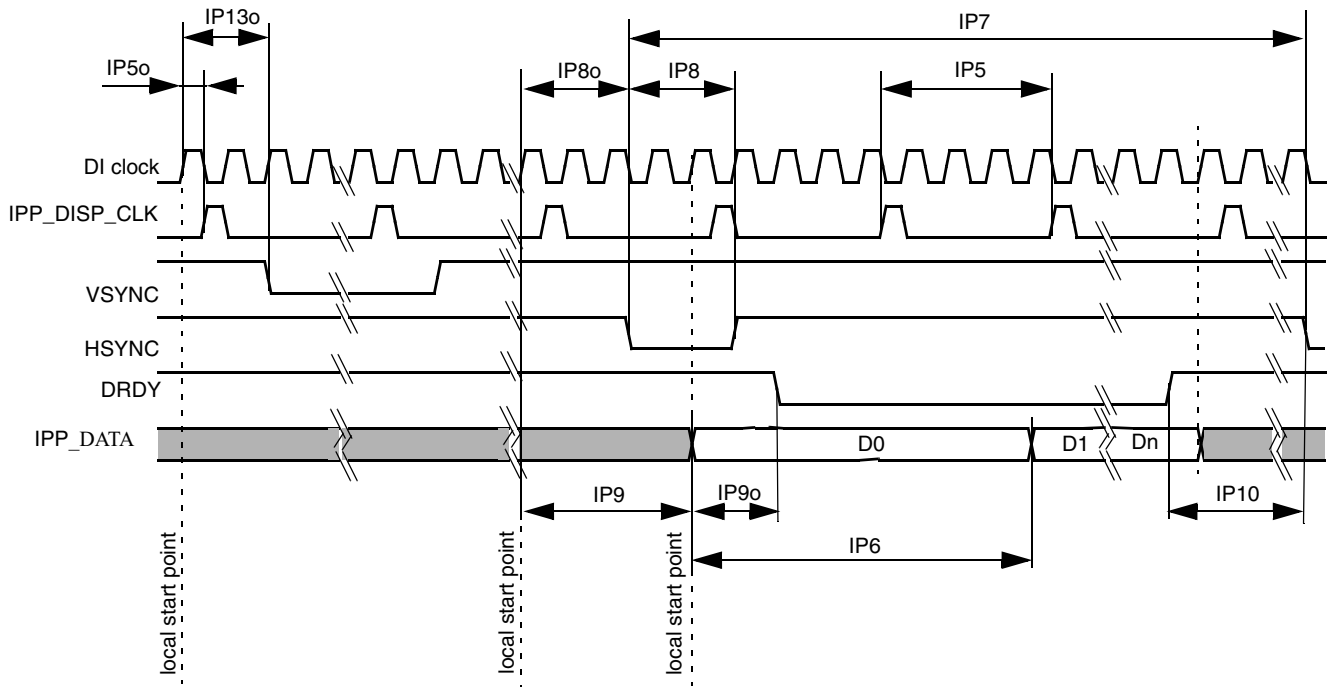 IP13o
IP7
IP5o
IP8o
IP8
IP5
DI clock
IPP_DISP_CLK
VSYNC
HSYNC
DRDY
IPP_DATA
D0
D1
Dn
IP9
IP9o
IP10
IP6
local start point
local start point
local start point